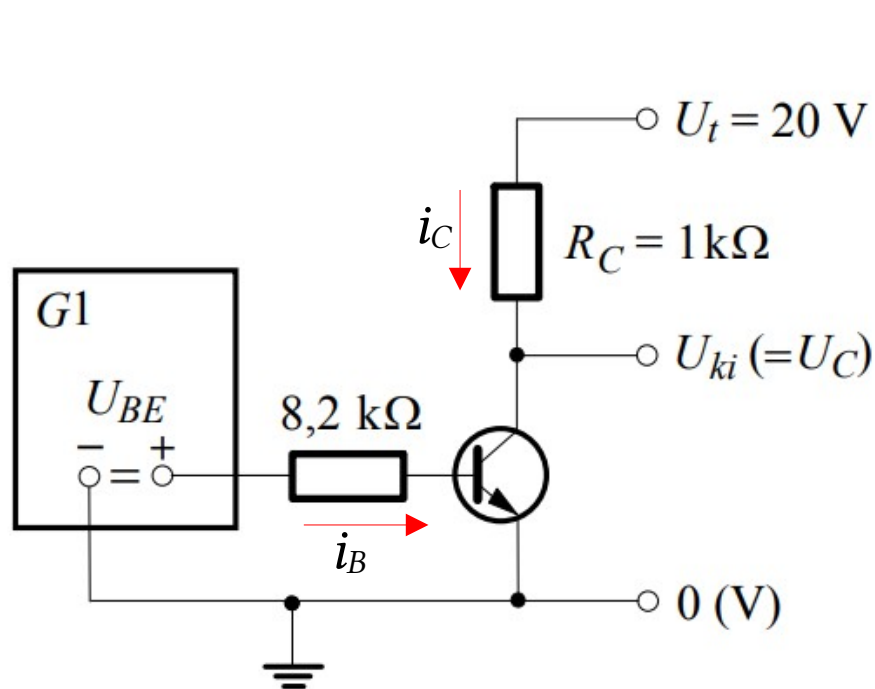 U_t = 20 V
i_C
R_C = 1kΩ
G1
U_ki (=U_C)
U_BE
− = +
8,2 kΩ
i_B
0 (V)